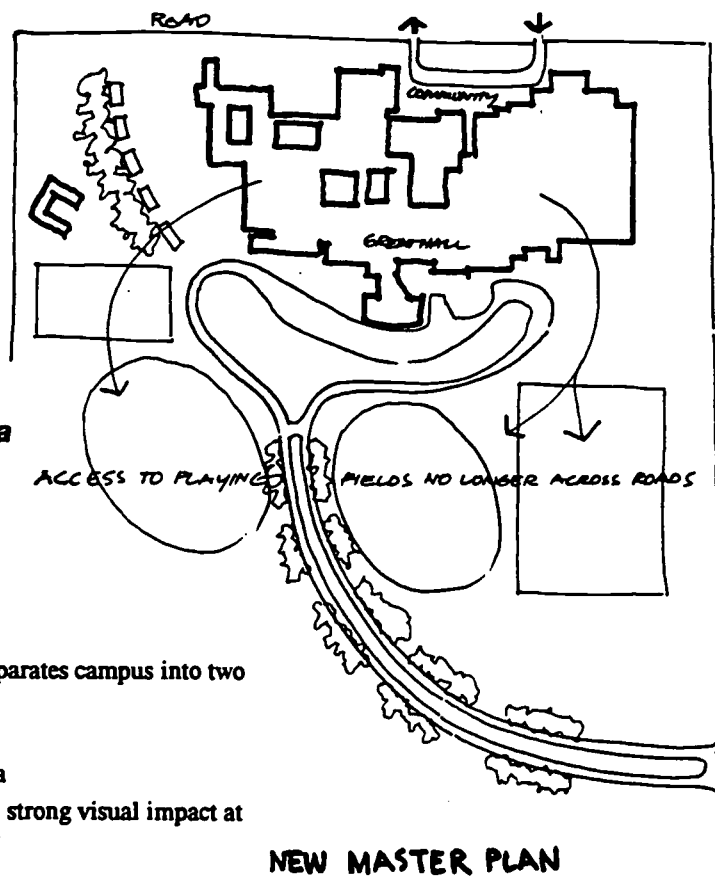 ROAD
COMMUNITY
GREAT HALL
a
ACCESS TO PLAYING FIELDS NO LONGER ACROSS ROADS
parates campus into two
a
strong visual impact at
NEW MASTER PLAN